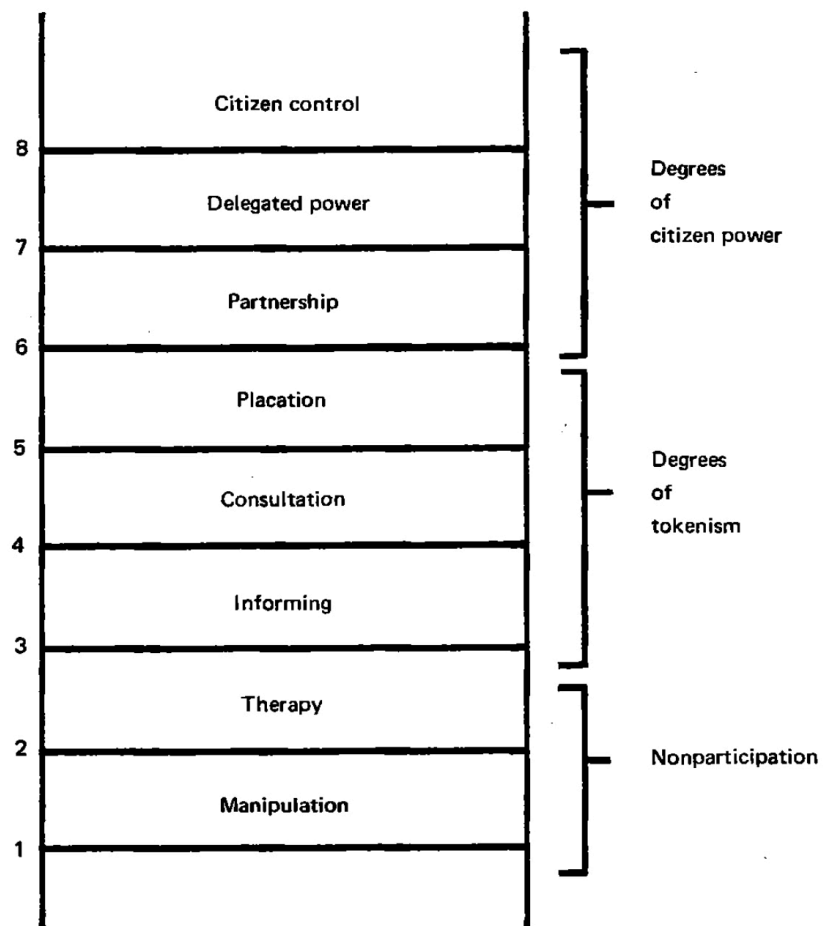 Citizen control
8
Delegated power
7
Partnership
6
Placation
5
Consultation
4
Informing
3
Therapy
2
Manipulation
1
Degrees
of
citizen power
Degrees
of
tokenism
Nonparticipation